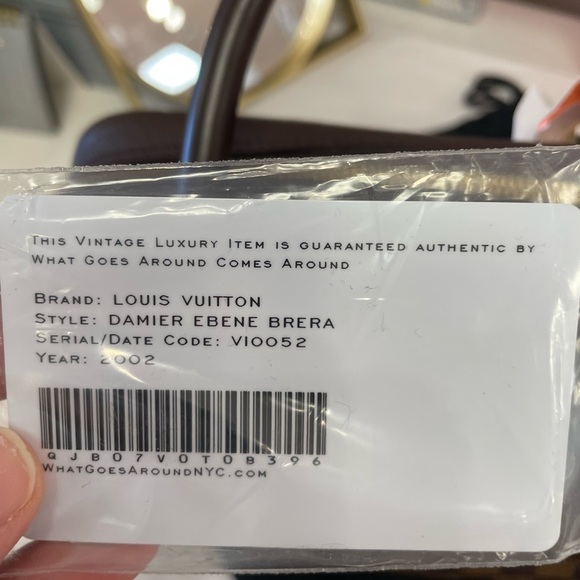 This Vintage Luxury Item is guaranteed authentic by
What Goes Around Comes Around
Brand: LOUIS VUITTON
Style: DAMIER EBENE BRERA
Serial/Date Code: VI0052
Year: 2002
QJB07V0T0B396
WhatGoesAroundNYC.com